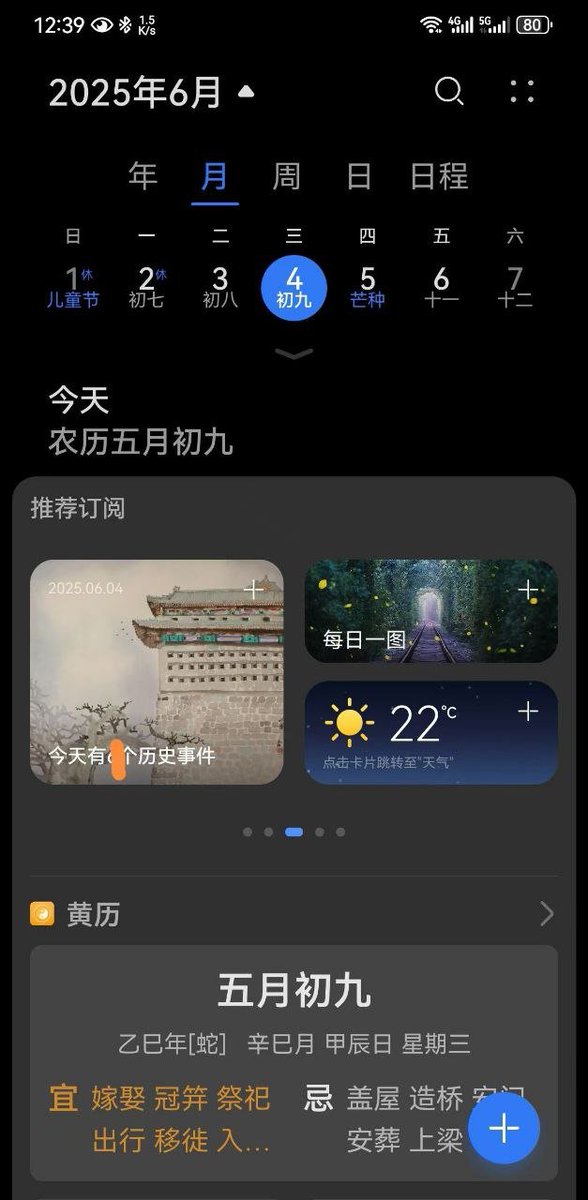 12:39 1.5 K/s 4G 5G 80
2025年6月
年 月 周 日 日程
日 一 二 三 四 五 六
1休 2休 3 4 5 6 7
儿童节 初七 初八 初九 芒种 十一 十二
今天
农历五月初九
推荐订阅
2025.06.04
今天有 个历史事件
每日一图
22°C
点击卡片跳转至"天气"
黄历
五月初九
乙巳年[蛇] 辛巳月 甲辰日 星期三
宜 嫁娶 冠笄 祭祀
出行 移徙 入...
忌 盖屋 造桥
安葬 上梁